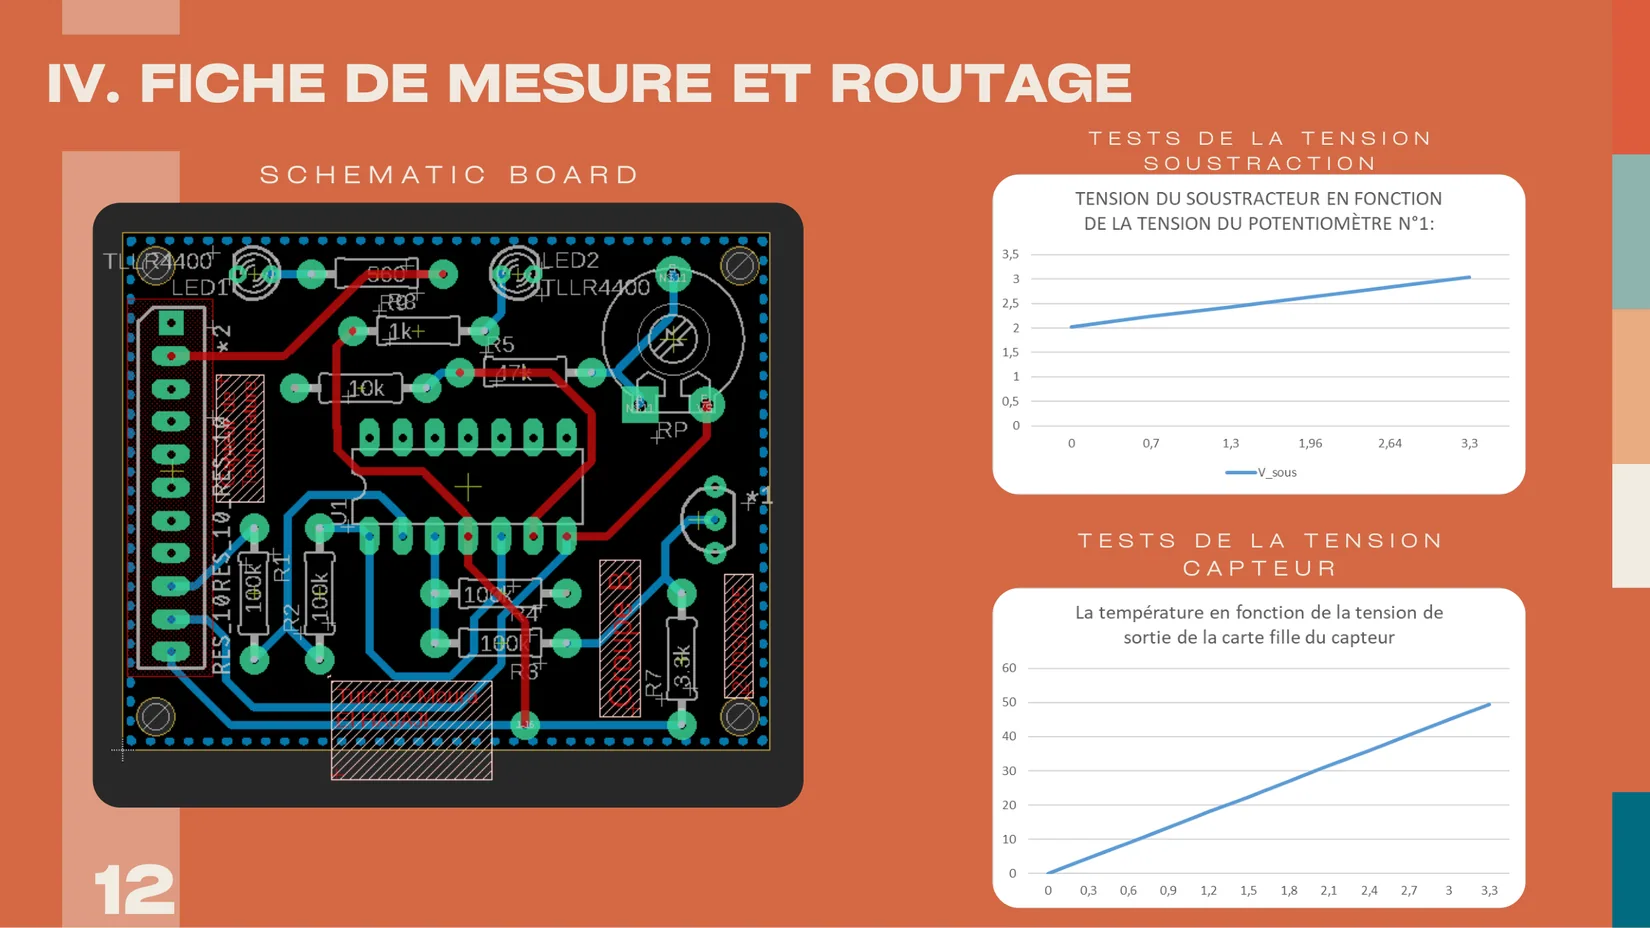 IV. FICHE DE MESURE ET ROUTAGE
SCHEMATIC BOARD
TLLR4400
LED1
560
LED2
TLLR4400
1k
R5
47k
10k
RP
*2
*1
U1
RES_10RES_10_RES_10
100k
R1
R2
100k
100k
R4
100k
R3
Groupe B
R7
3.3k
12
TESTS DE LA TENSION
SOUSTRACTION
TENSION DU SOUSTRACTEUR EN FONCTION
DE LA TENSION DU POTENTIOMÈTRE N°1:
3,5
3
2,5
2
1,5
1
0,5
0
0 0,7 1,3 1,96 2,64 3,3
V_sous
TESTS DE LA TENSION
CAPTEUR
La température en fonction de la tension de
sortie de la carte fille du capteur
60
50
40
30
20
10
0
0 0,3 0,6 0,9 1,2 1,5 1,8 2,1 2,4 2,7 3 3,3